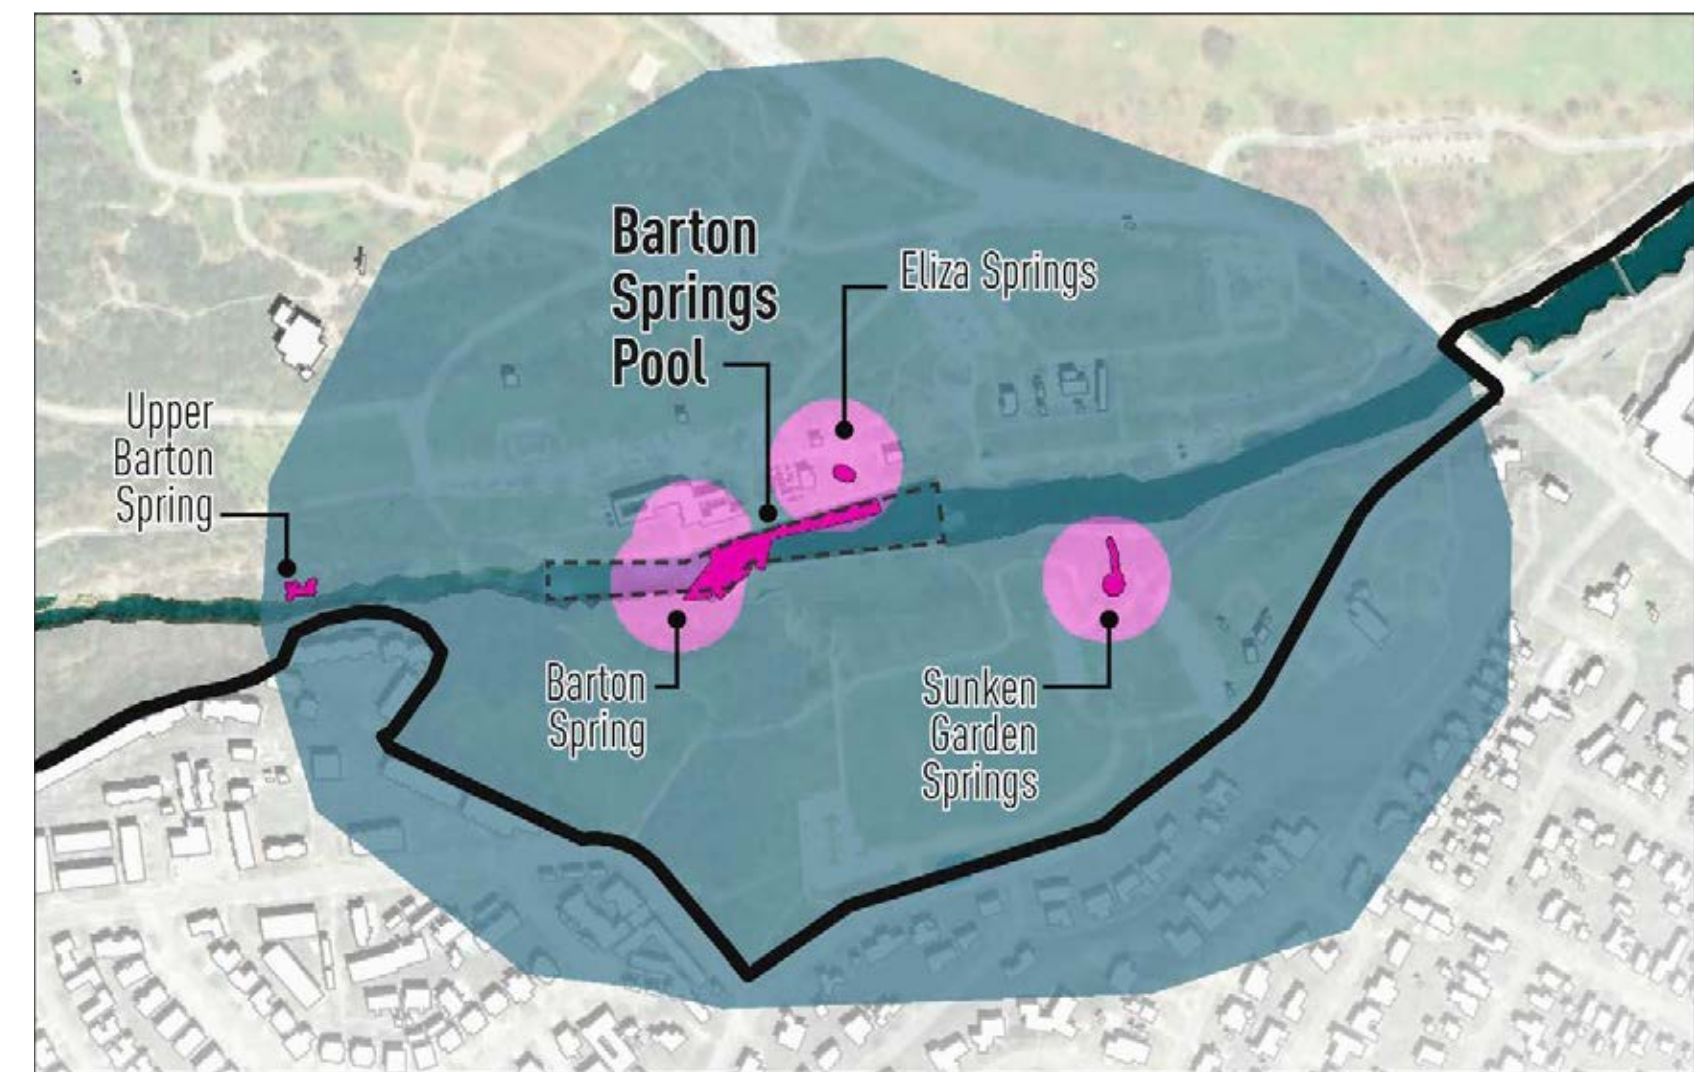 Barton
Springs
Pool
Eliza Springs
Upper
Barton
Spring
Barton
Spring
Sunken
Garden
Springs